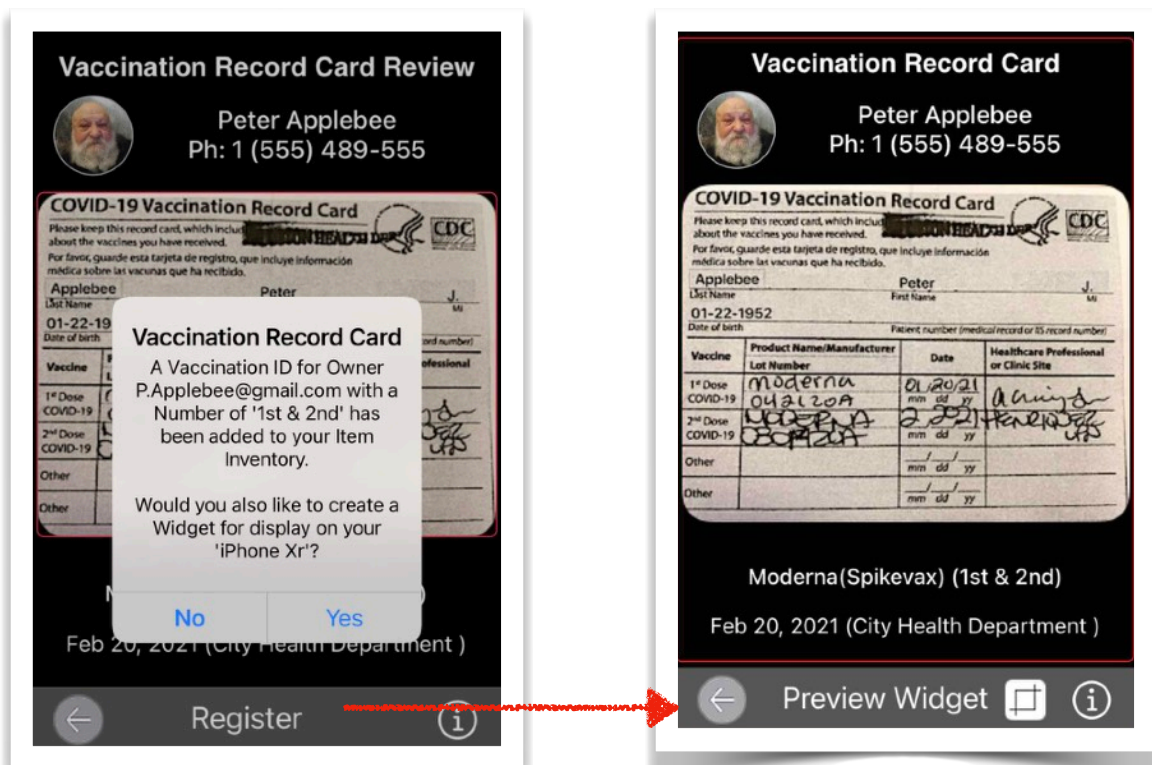 Vaccination Record Card Review
Peter Applebee
Ph: 1 (555) 489-555
COVID-19 Vaccination Record Card
Please keep this record card, which includ
about the vaccines you have received.
CDC
Por favor, guarde esta tarjeta de registro, que incluye información
médica sobre las vacunas que ha recibido.
Applebee Peter J.
Last Name MI
01-22-19
Date of birth ord number)
Vaccine ofessional
1st Dose
COVID-19
2nd Dose
COVID-19
Other
Other
Vaccination Record Card
A Vaccination ID for Owner
P.Applebee@gmail.com with a
Number of '1st & 2nd' has
been added to your Item
Inventory.
Would you also like to create a
Widget for display on your
'iPhone Xr'?
No Yes
Feb 20, 2021 (City Health Department )
Register
Vaccination Record Card
Peter Applebee
Ph: 1 (555) 489-555
COVID-19 Vaccination Record Card
Please keep this record card, which includ
about the vaccines you have received.
CDC
Por favor, guarde esta tarjeta de registro, que incluye información
médica sobre las vacunas que ha recibido.
Applebee Peter J.
Last Name First Name MI
01-22-1952
Date of birth Patient number (medical record or IIS record number)
Vaccine Product Name/Manufacturer Date Healthcare Professional
Lot Number or Clinic Site
1st Dose moderna 01/20/21
COVID-19 042L20A mm dd yy
2nd Dose MODERNA
COVID-19 mm dd yy
Other mm dd yy
Other mm dd yy
Moderna(Spikevax) (1st & 2nd)
Feb 20, 2021 (City Health Department )
Preview Widget